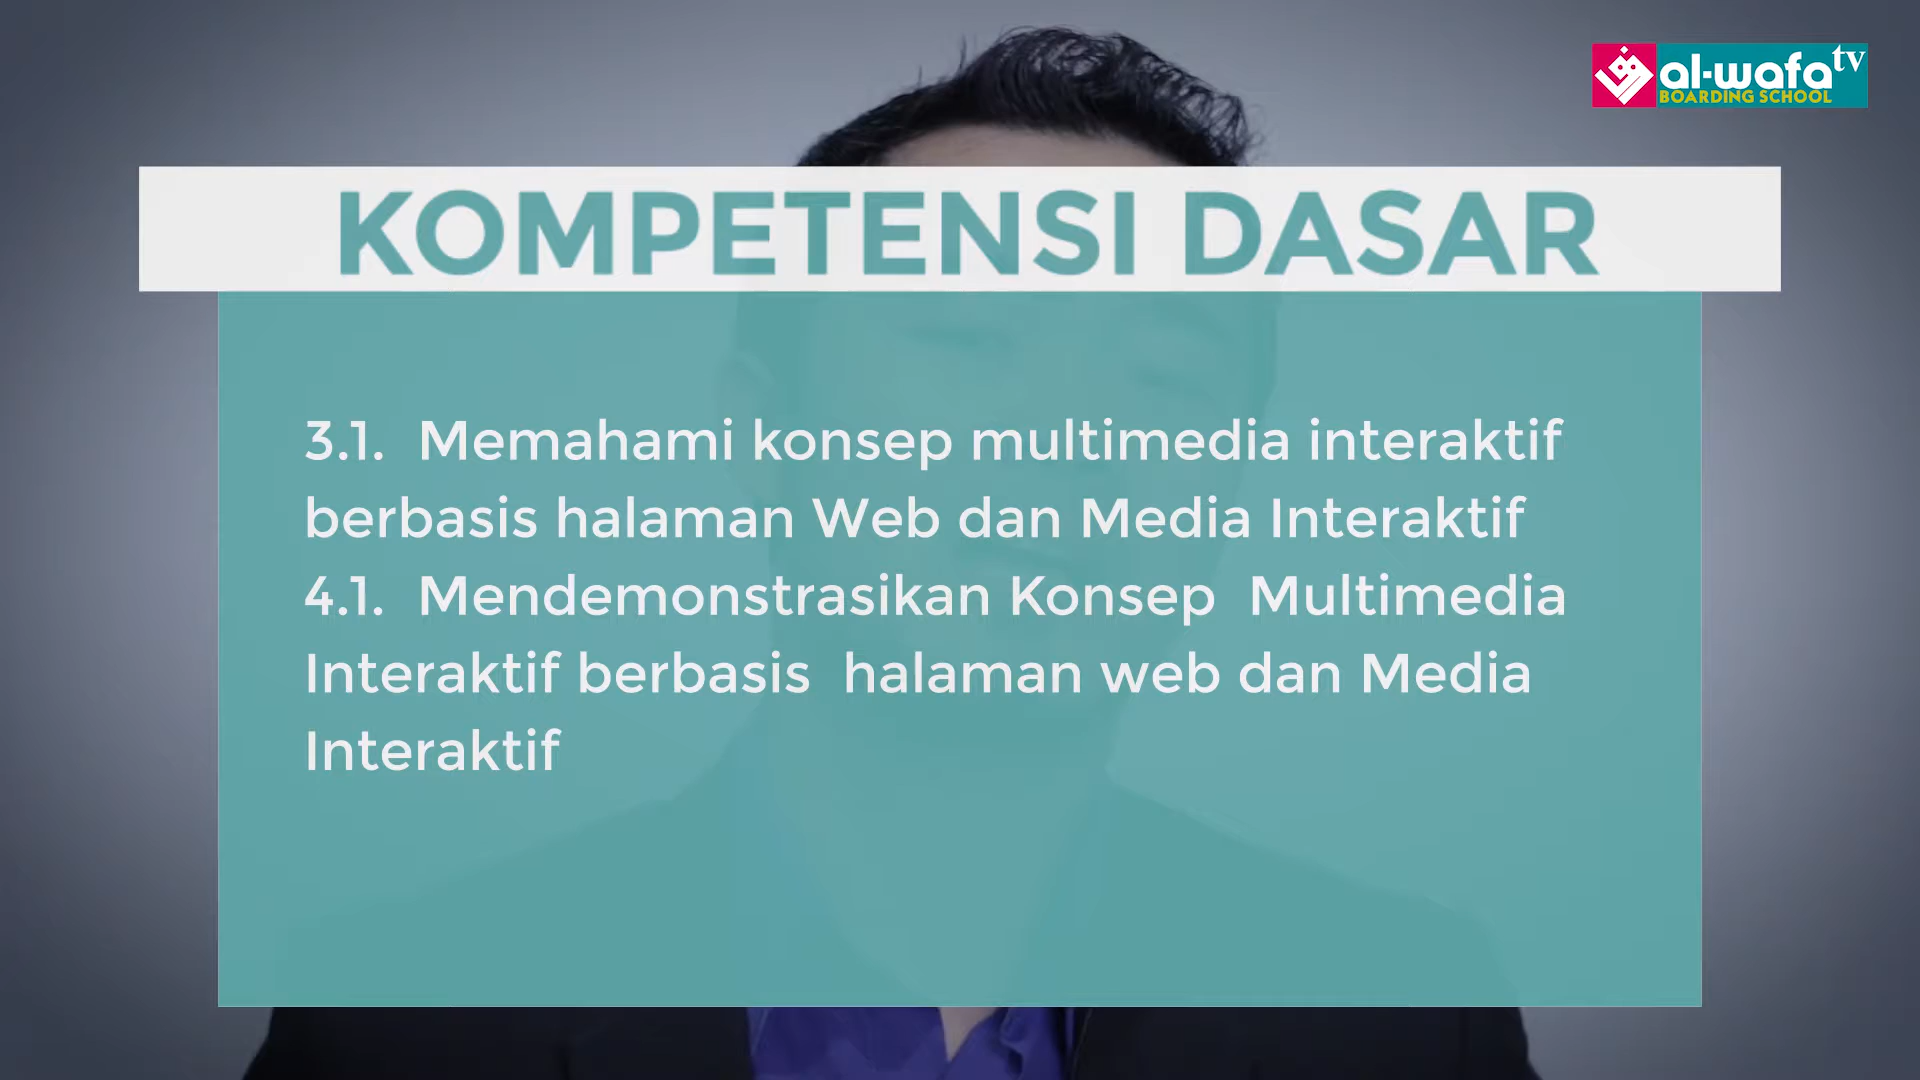 al-wafa tv
BOARDING SCHOOL
KOMPETENSI DASAR
3.1. Memahami konsep multimedia interaktif
berbasis halaman Web dan Media Interaktif
4.1. Mendemonstrasikan Konsep Multimedia
Interaktif berbasis halaman web dan Media
Interaktif